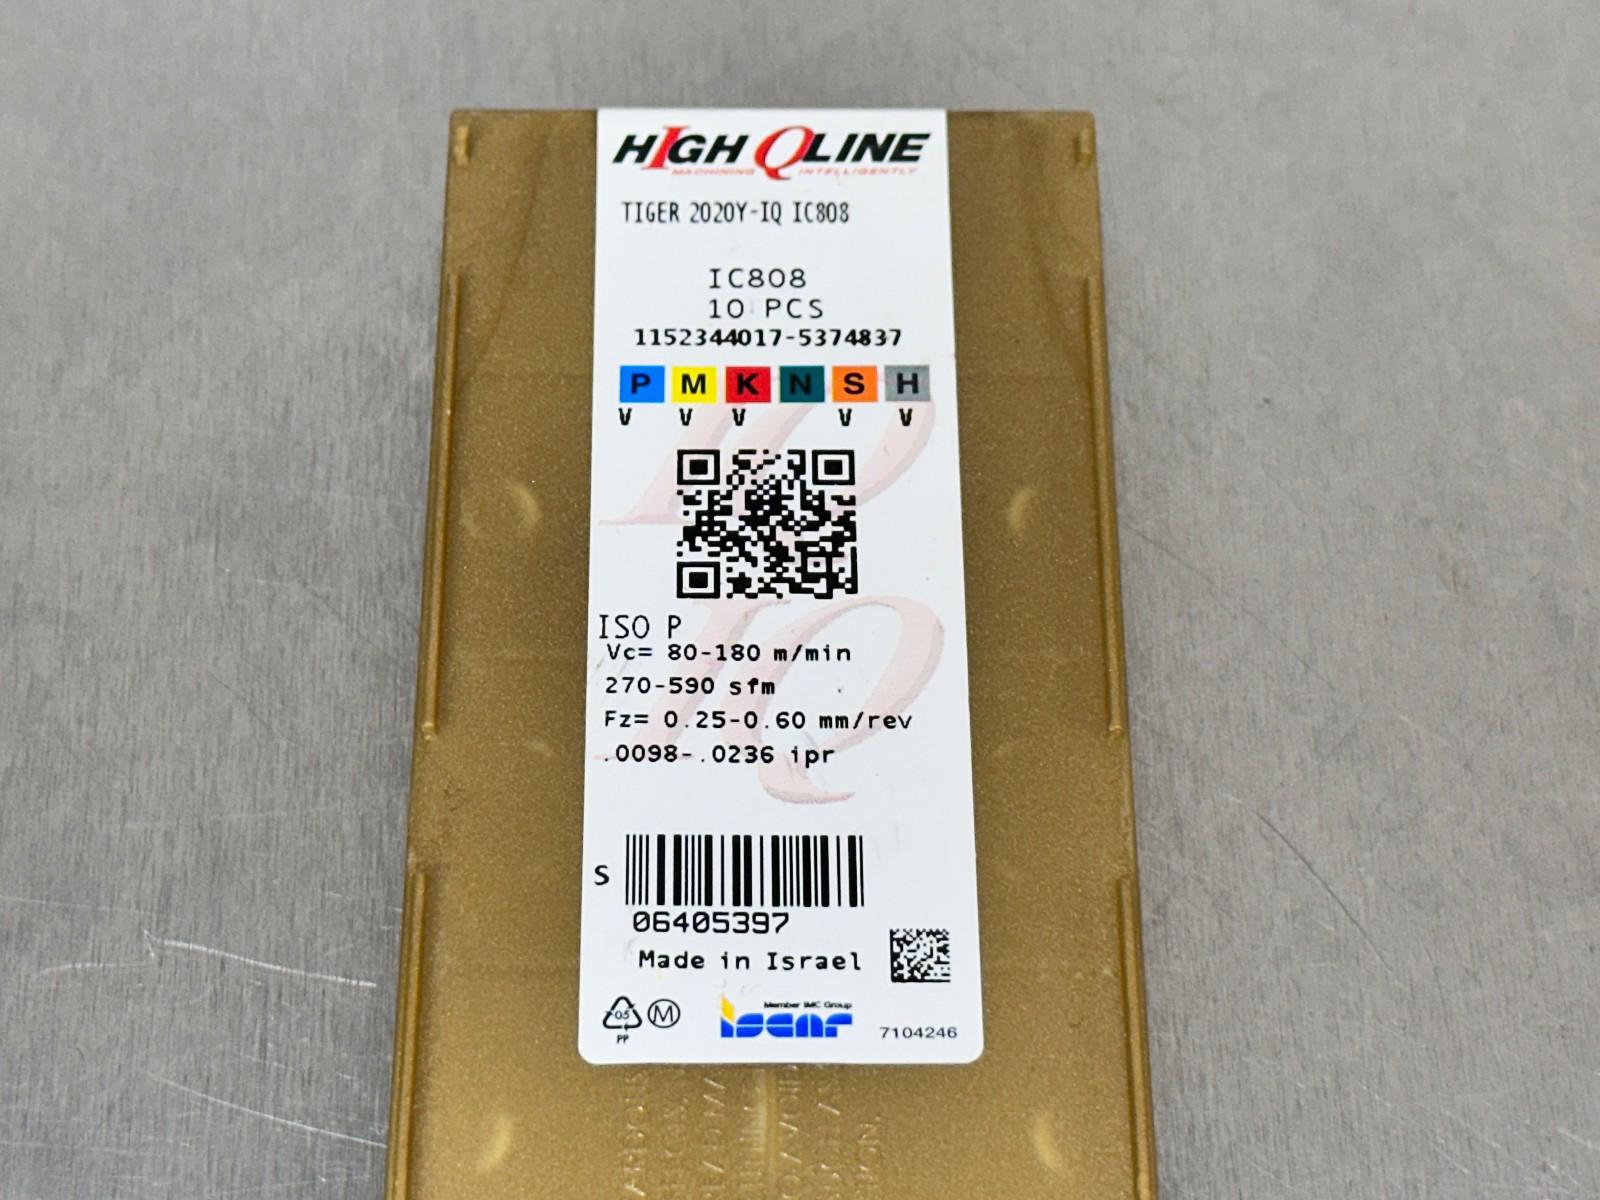 HIGH QLINE
MACHINING INTELLIGENTLY
TIGER 2020Y-IQ IC808
IC808
10 PCS
1152344017-5374837
P M K N S H
V V V V V
ISO P
Vc= 80-180 m/min
270-590 sfm
Fz= 0.25-0.60 mm/rev
.0098-.0236 ipr
S
06405397
Made in Israel
05
PP
M
Member IMC Group
iscar
7104246